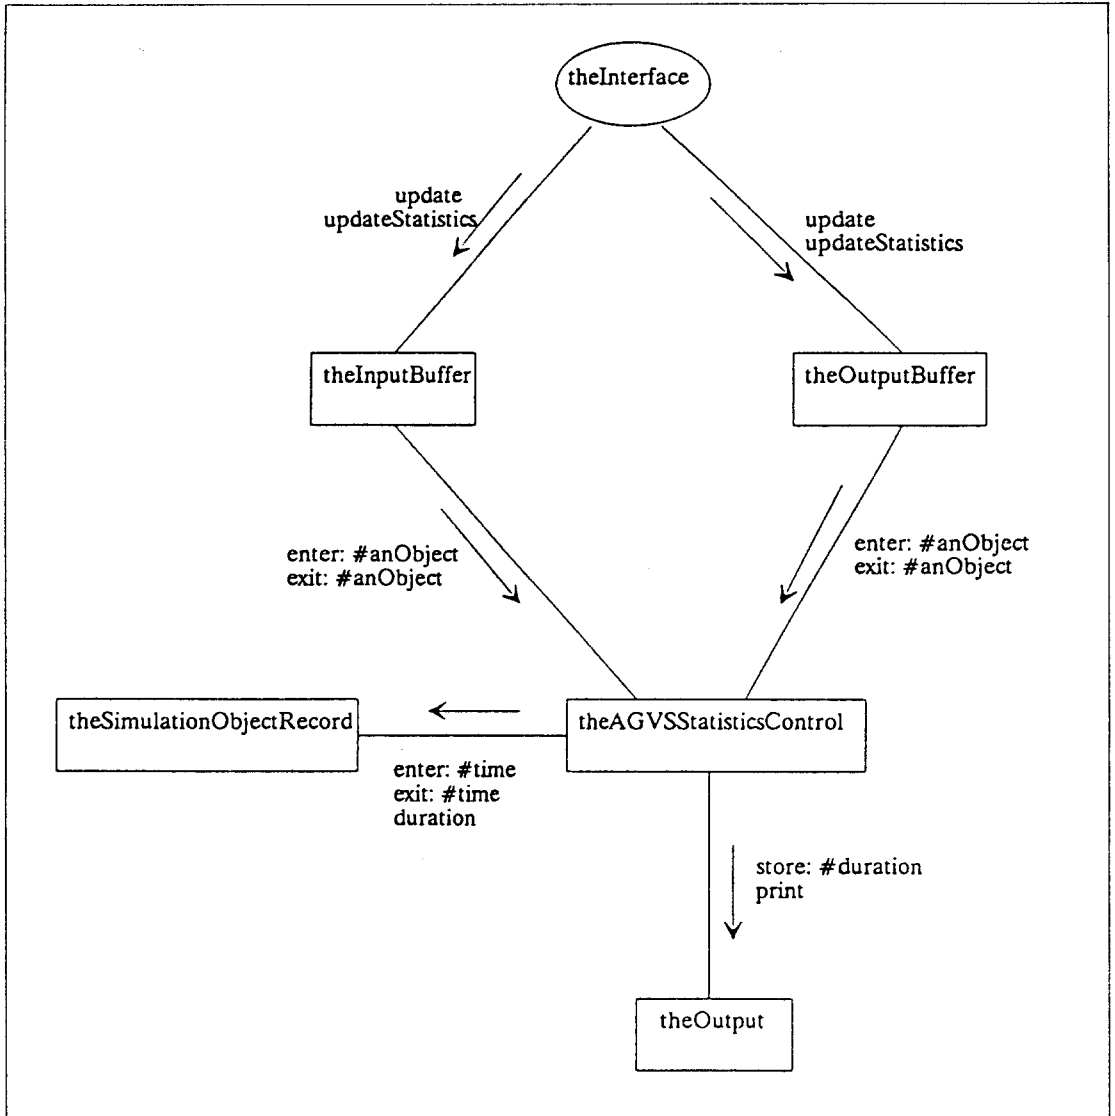 theInterface
update
updateStatistics
update
updateStatistics
theInputBuffer
theOutputBuffer
enter: #anObject
exit: #anObject
enter: #anObject
exit: #anObject
theSimulationObjectRecord
theAGVSStatisticsControl
enter: #time
exit: #time
duration
store: #duration
print
theOutput